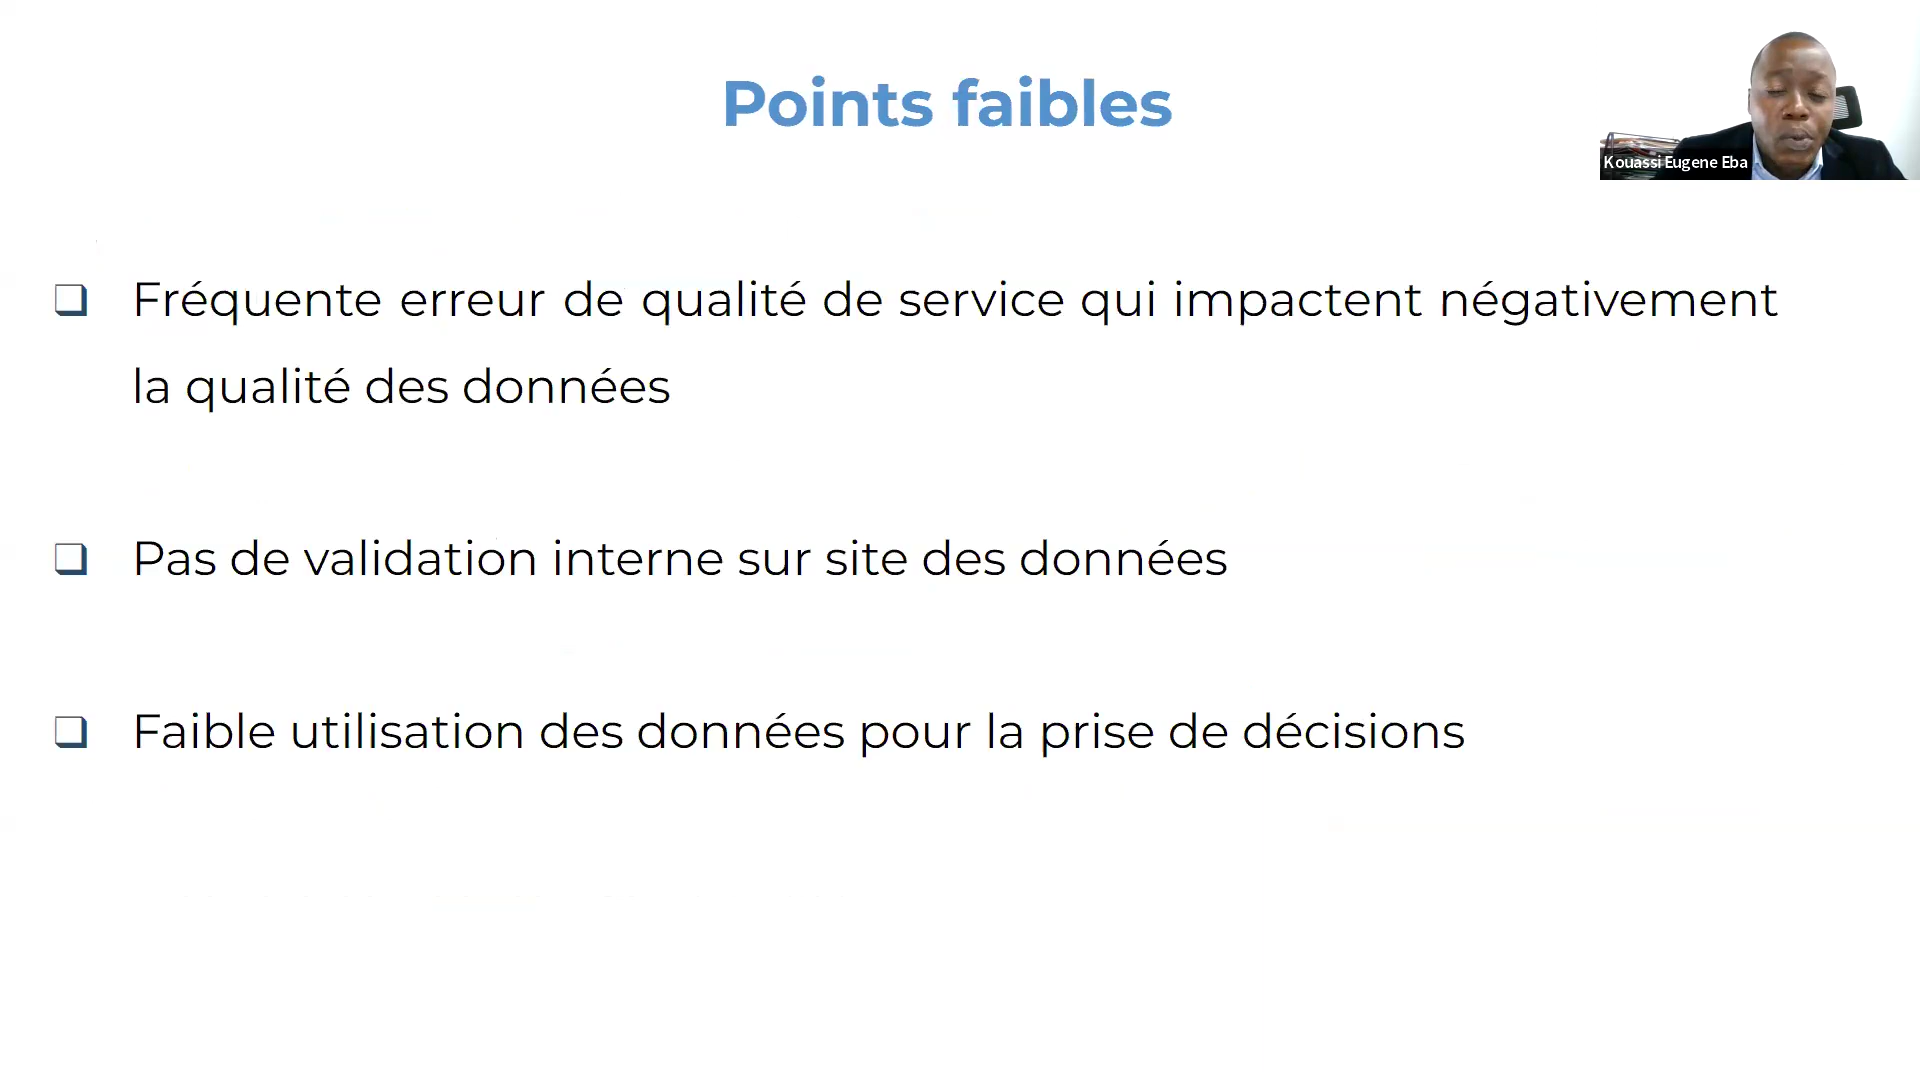 Points faibles
Kouassi Eugene Eba
Fréquente erreur de qualité de service qui impactent négativement
la qualité des données
Pas de validation interne sur site des données
Faible utilisation des données pour la prise de décisions